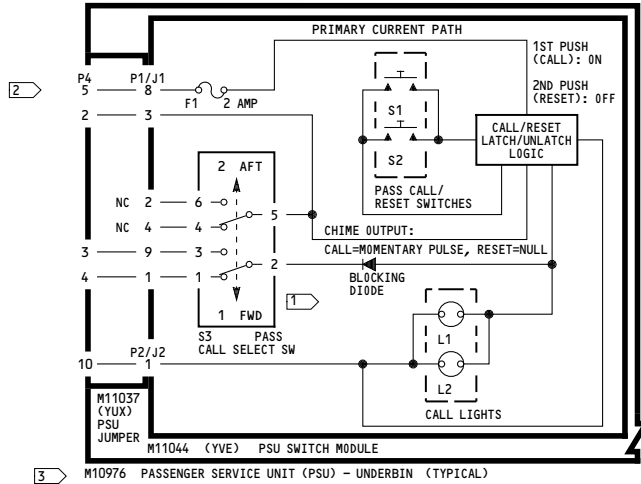 PRIMARY CURRENT PATH
1ST PUSH
(CALL): ON
2ND PUSH
(RESET): OFF
P4 P1/J1
2 5 8
F1 2 AMP
2 3
S1
S2
CALL/RESET
LATCH/UNLATCH
LOGIC
PASS CALL/
RESET SWITCHES
2 AFT
NC 2 6
5
NC 4 4
CHIME OUTPUT:
CALL=MOMENTARY PULSE, RESET=NULL
3 9 3
2
4 1 1
BLOCKING
DIODE
1
1 FWD
S3 PASS
CALL SELECT SW
L1
L2
CALL LIGHTS
P2/J2
10 1
M11037
(YUX)
PSU
JUMPER
M11044 (YVE) PSU SWITCH MODULE
3 M10976 PASSENGER SERVICE UNIT (PSU) - UNDERBIN (TYPICAL)